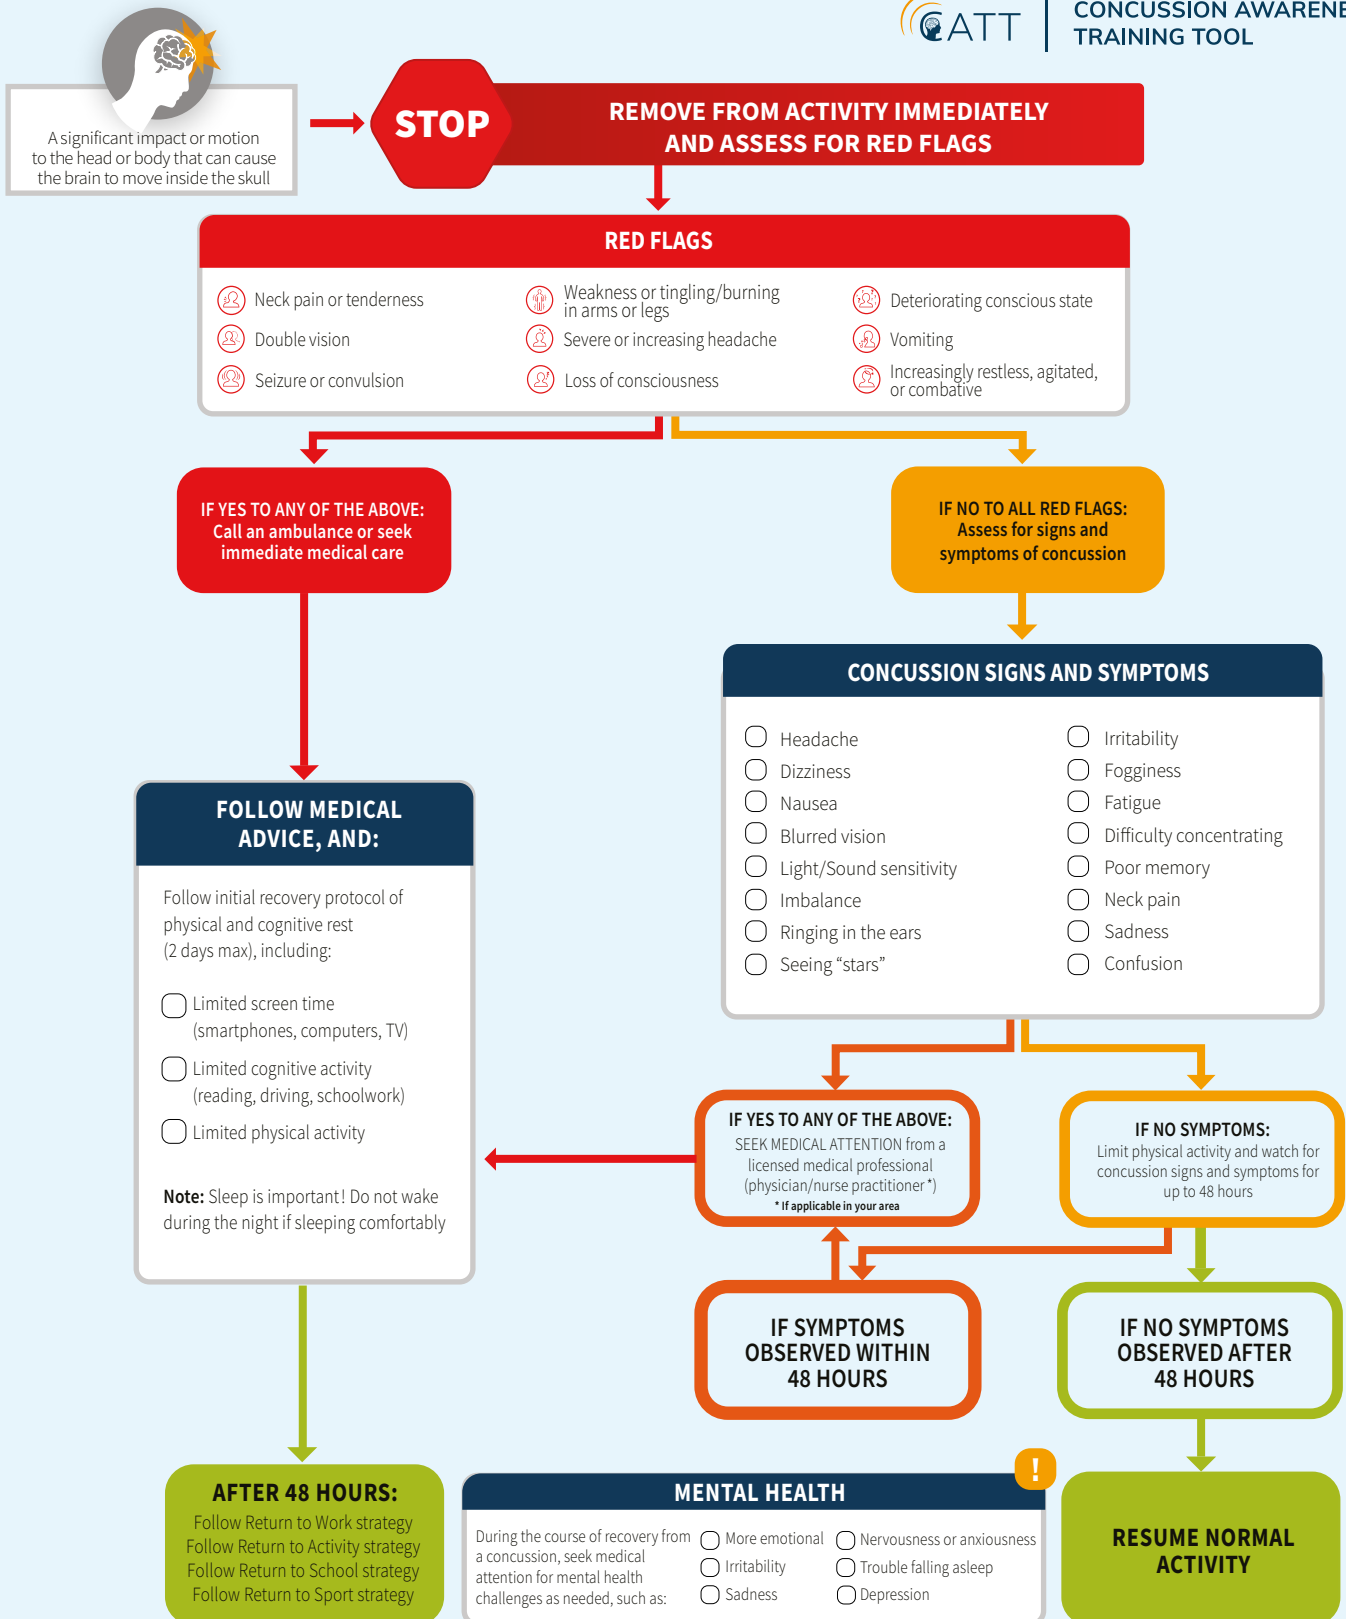 CATT
CONCUSSION AWARENE
TRAINING TOOL
A significant impact or motion
to the head or body that can cause
the brain to move inside the skull
STOP
REMOVE FROM ACTIVITY IMMEDIATELY
AND ASSESS FOR RED FLAGS
RED FLAGS
Neck pain or tenderness
Double vision
Seizure or convulsion
Weakness or tingling/burning
in arms or legs
Severe or increasing headache
Loss of consciousness
Deteriorating conscious state
Vomiting
Increasingly restless, agitated,
or combative
IF YES TO ANY OF THE ABOVE:
Call an ambulance or seek
immediate medical care
IF NO TO ALL RED FLAGS:
Assess for signs and
symptoms of concussion
CONCUSSION SIGNS AND SYMPTOMS
Headache
Dizziness
Nausea
Blurred vision
Light/Sound sensitivity
Imbalance
Ringing in the ears
Seeing “stars”
Irritability
Fogginess
Fatigue
Difficulty concentrating
Poor memory
Neck pain
Sadness
Confusion
FOLLOW MEDICAL
ADVICE, AND:
Follow initial recovery protocol of
physical and cognitive rest
(2 days max), including:
Limited screen time
(smartphones, computers, TV)
Limited cognitive activity
(reading, driving, schoolwork)
Limited physical activity
Note: Sleep is important! Do not wake
during the night if sleeping comfortably
IF YES TO ANY OF THE ABOVE:
SEEK MEDICAL ATTENTION from a
licensed medical professional
(physician/nurse practitioner*)
* If applicable in your area
IF NO SYMPTOMS:
Limit physical activity and watch for
concussion signs and symptoms for
up to 48 hours
IF SYMPTOMS
OBSERVED WITHIN
48 HOURS
IF NO SYMPTOMS
OBSERVED AFTER
48 HOURS
AFTER 48 HOURS:
Follow Return to Work strategy
Follow Return to Activity strategy
Follow Return to School strategy
Follow Return to Sport strategy
!
MENTAL HEALTH
During the course of recovery from
a concussion, seek medical
attention for mental health
challenges as needed, such as:
More emotional
Irritability
Sadness
Nervousness or anxiousness
Trouble falling asleep
Depression
RESUME NORMAL
ACTIVITY